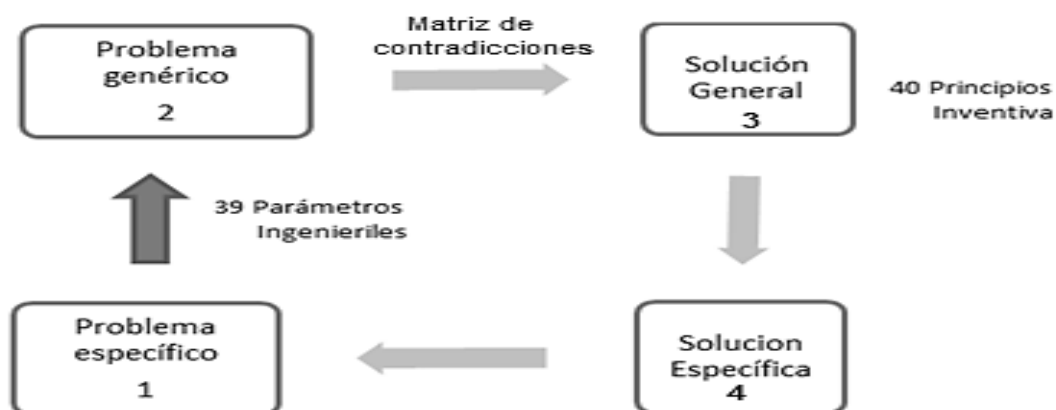 Matriz de
contradicciones
Problema
genérico
2
Solución
General
3
40 Principios
Inventiva
39 Parámetros
Ingenieriles
Problema
específico
1
Solucion
Específica
4